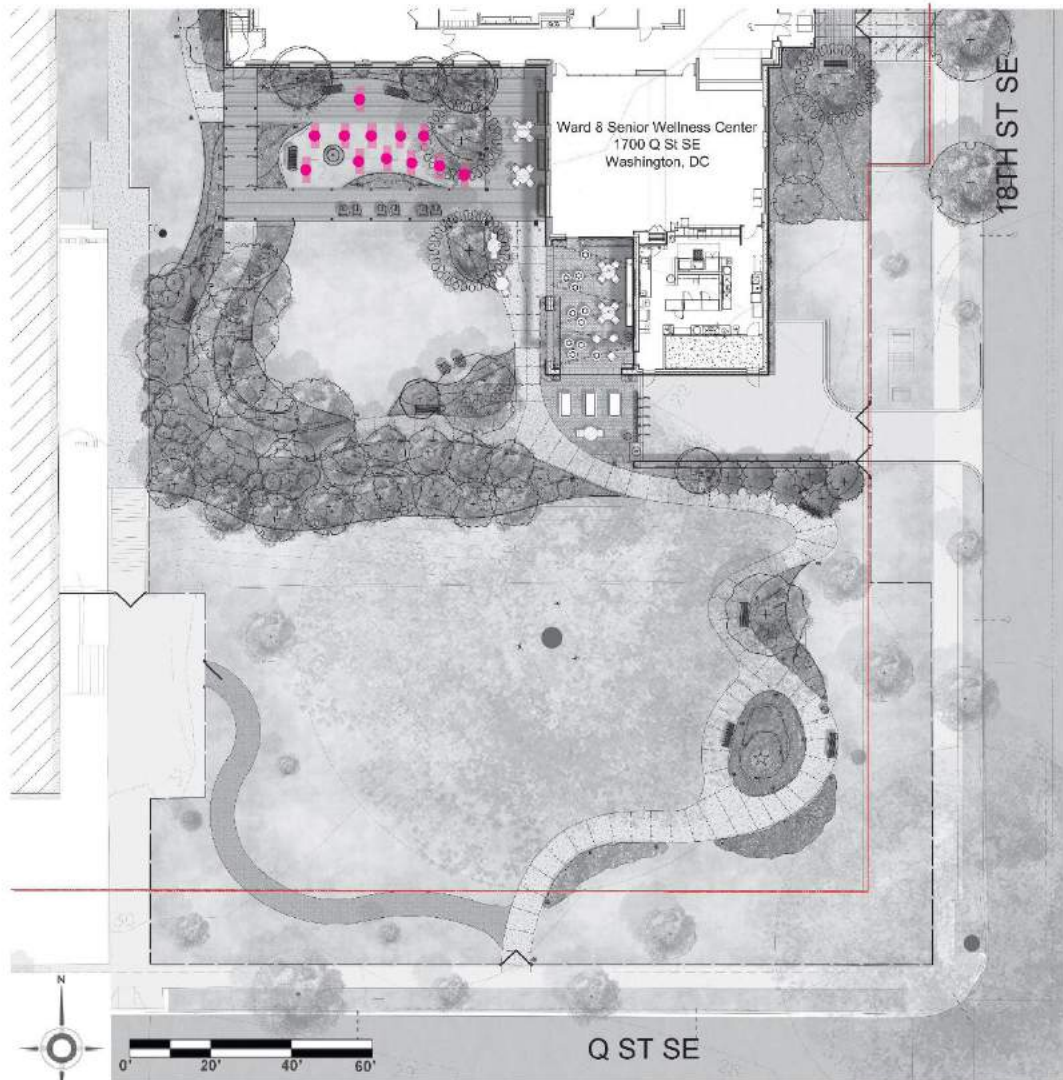 18TH ST SE
Ward 8 Senior Wellness Center
1700 Q St SE
Washington, DC
N
0' 20' 40' 60'
Q ST SE